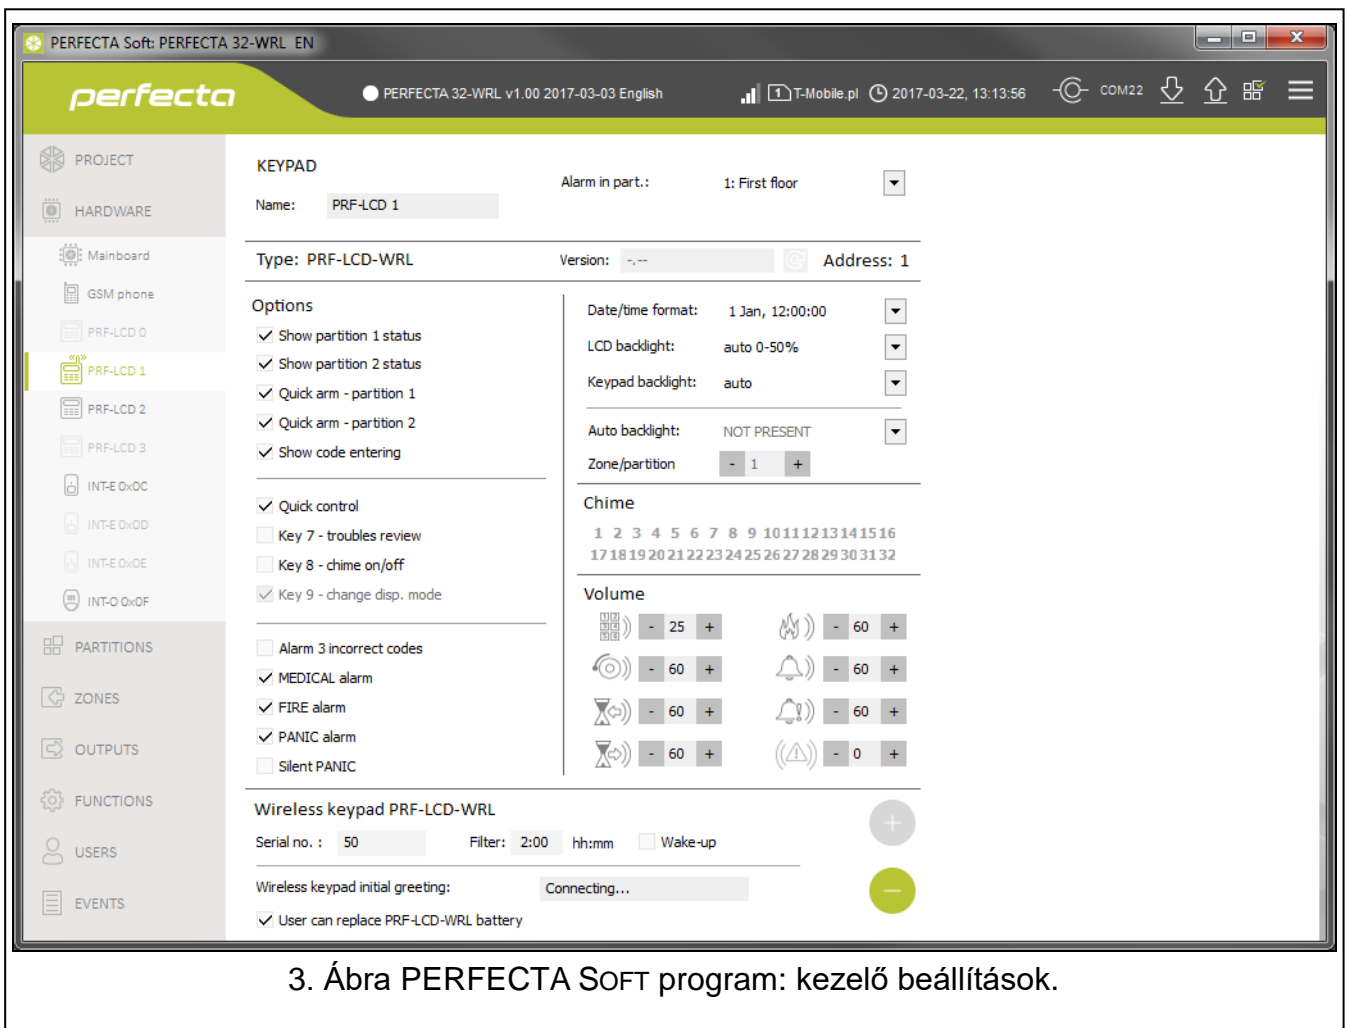 PERFECTA Soft: PERFECTA 32-WRL EN
perfecta
PERFECTA 32-WRL v1.00 2017-03-03 English
1 T-Mobile.pl 2017-03-22, 13:13:56
COM22
PROJECT
HARDWARE
Mainboard
GSM phone
PRF-LCD 0
PRF-LCD 1
PRF-LCD 2
PRF-LCD 3
INT-E 0x0C
INT-E 0x0D
INT-E 0x0E
INT-O 0x0F
PARTITIONS
ZONES
OUTPUTS
FUNCTIONS
USERS
EVENTS
KEYPAD
Name: PRF-LCD 1
Alarm in part.: 1: First floor
Type: PRF-LCD-WRL
Version: -.--
Address: 1
Options
Show partition 1 status
Show partition 2 status
Quick arm - partition 1
Quick arm - partition 2
Show code entering
Quick control
Key 7 - troubles review
Key 8 - chime on/off
Key 9 - change disp. mode
Alarm 3 incorrect codes
MEDICAL alarm
FIRE alarm
PANIC alarm
Silent PANIC
Date/time format: 1 Jan, 12:00:00
LCD backlight: auto 0-50%
Keypad backlight: auto
Auto backlight: NOT PRESENT
Zone/partition - 1 +
Chime
1 2 3 4 5 6 7 8 9 10 11 12 13 14 15 16
17 18 19 20 21 22 23 24 25 26 27 28 29 30 31 32
Volume
- 25 + - 60 +
- 60 + - 60 +
- 60 + - 60 +
- 60 + - 0 +
Wireless keypad PRF-LCD-WRL
Serial no. : 50 Filter: 2:00 hh:mm Wake-up
Wireless keypad initial greeting: Connecting...
User can replace PRF-LCD-WRL battery
3. Ábra PERFECTA SOFT program: kezelő beállítások.